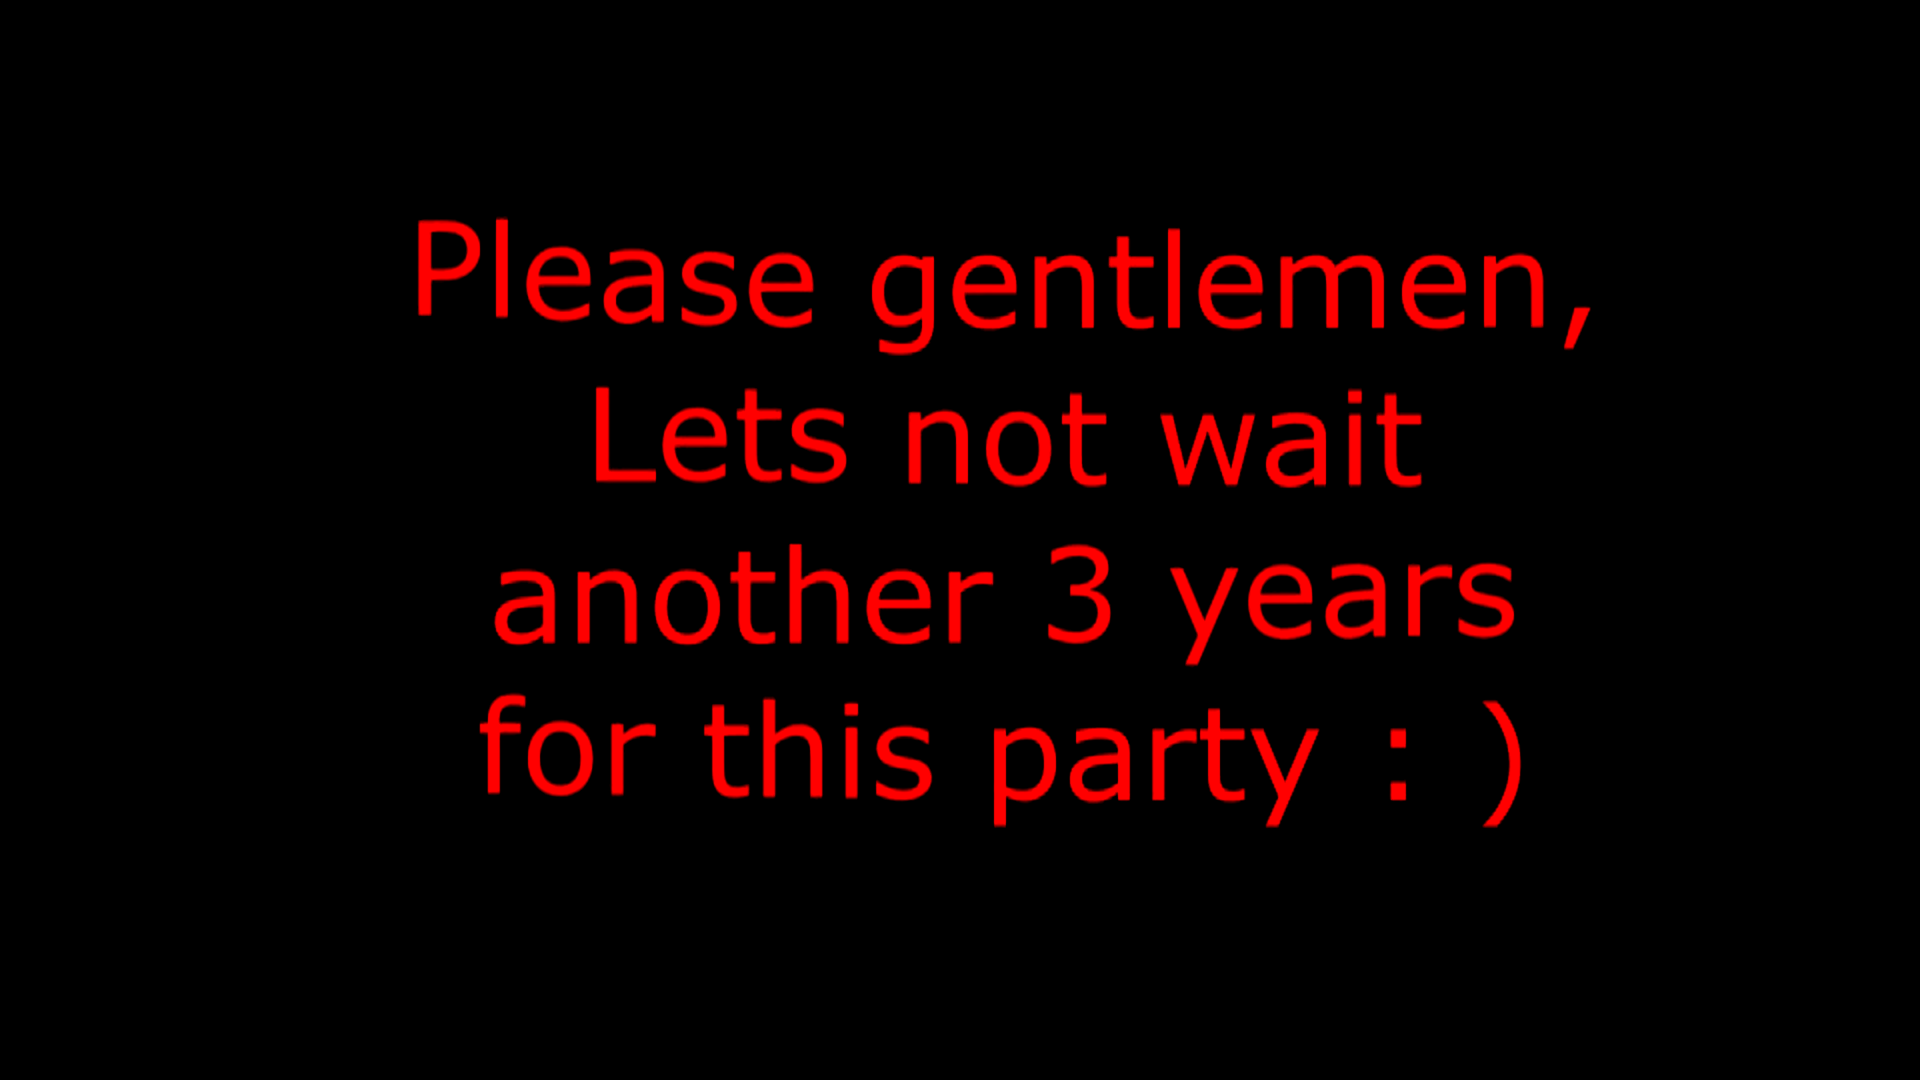 Please gentlemen,
Lets not wait
another 3 years
for this party : )